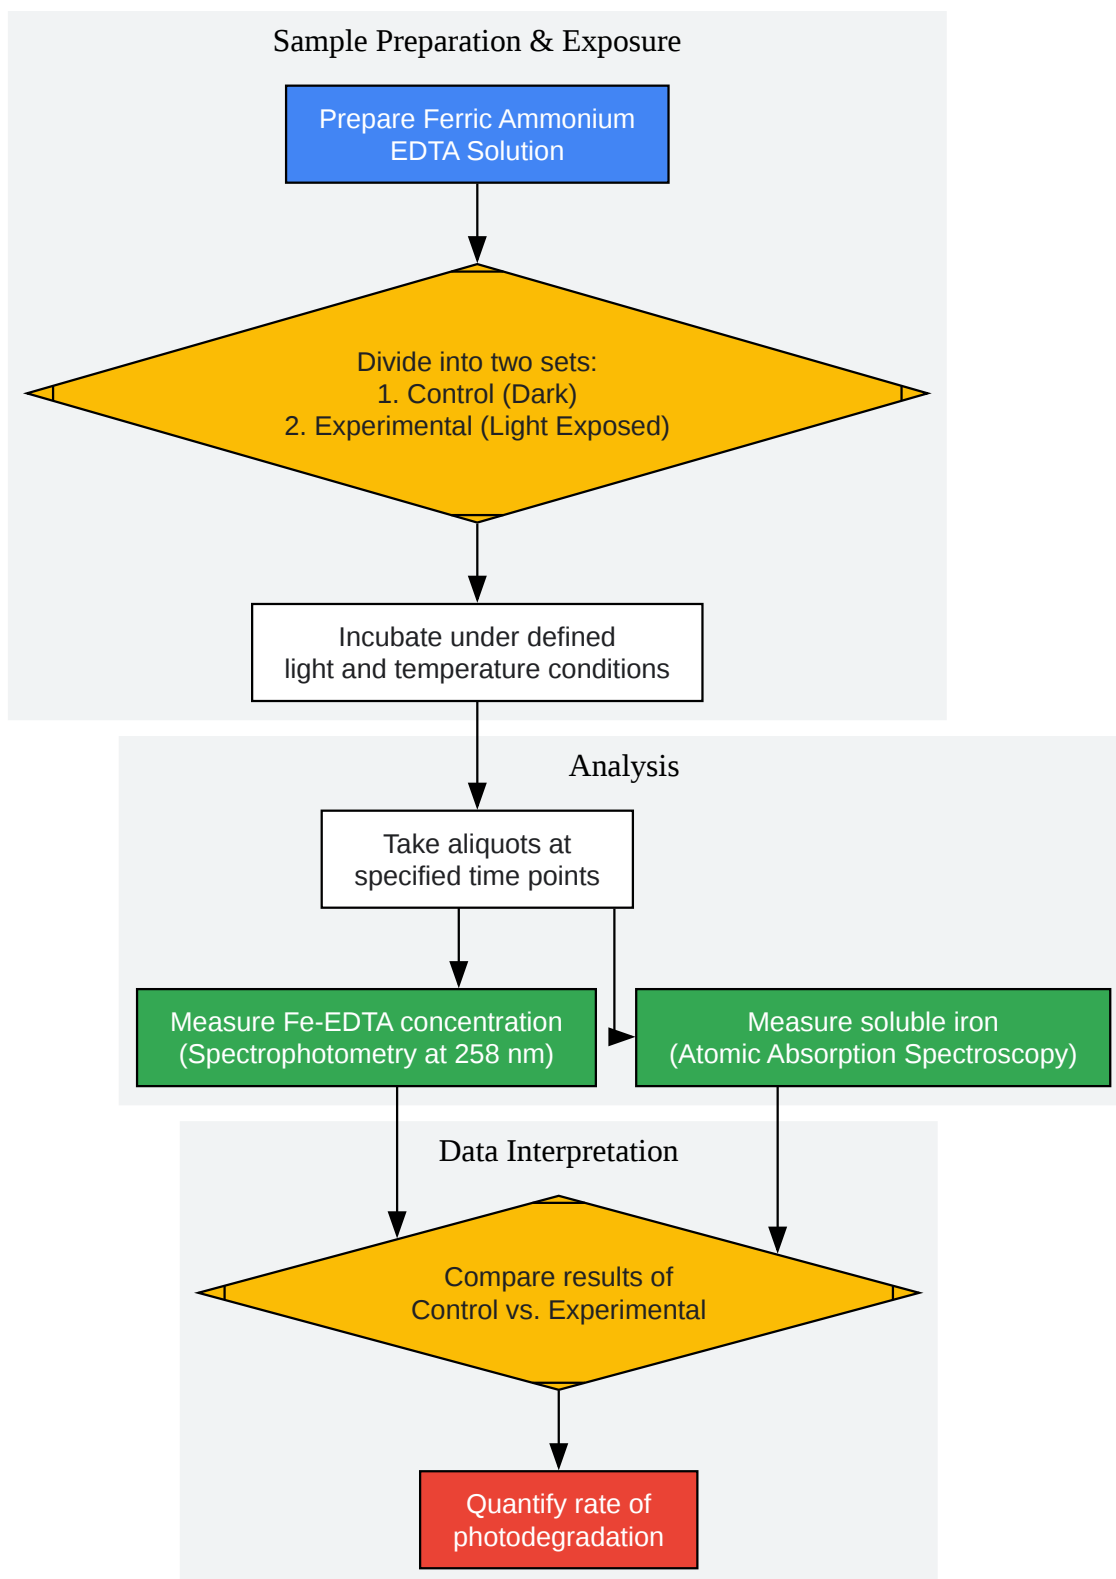 Sample Preparation & Exposure
Prepare Ferric Ammonium
EDTA Solution
Divide into two sets:
1. Control (Dark)
2. Experimental (Light Exposed)
Incubate under defined
light and temperature conditions
Analysis
Take aliquots at
specified time points
Measure Fe-EDTA concentration
(Spectrophotometry at 258 nm)
Measure soluble iron
(Atomic Absorption Spectroscopy)
Data Interpretation
Compare results of
Control vs. Experimental
Quantify rate of
photodegradation